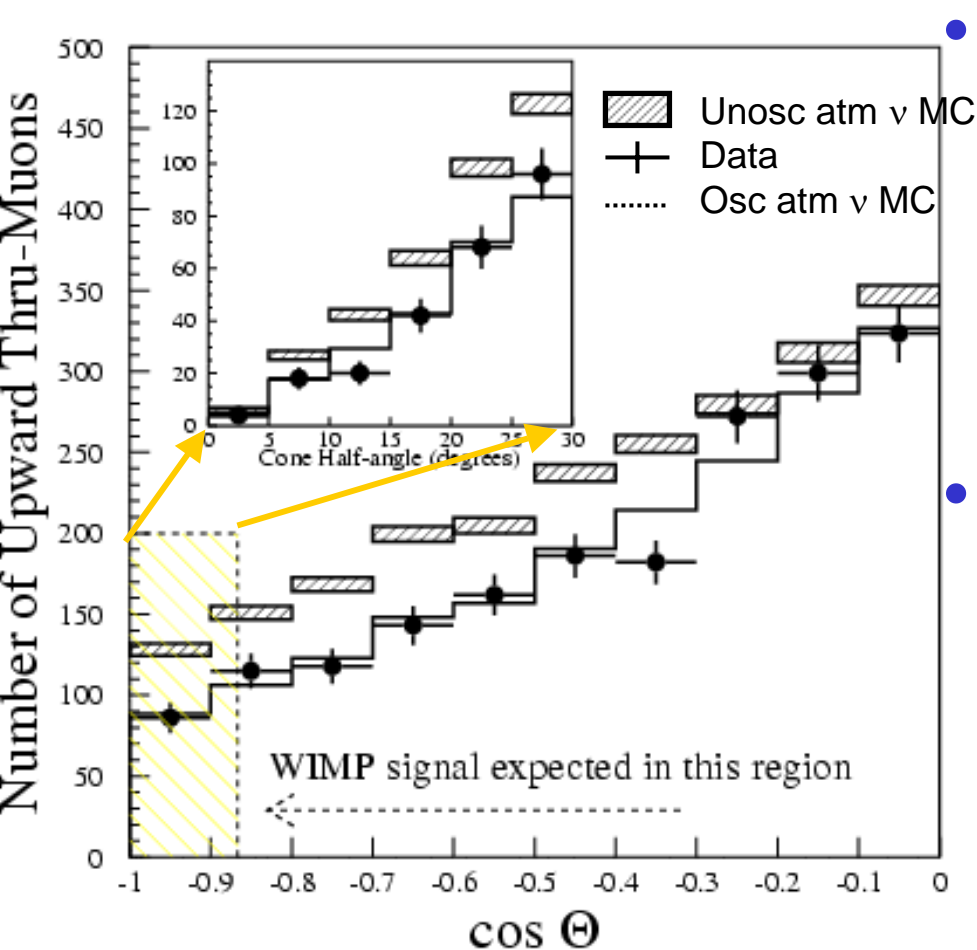 500
450
400
350
300
250
200
150
100
50
0
Number of Upward Thru-Muons
120
100
80
60
40
20
0
0 5 10 15 20 25 30
Cone Half-angle (degrees)
Unosc atm ν MC
Data
Osc atm ν MC
WIMP signal expected in this region
-1 -0.9 -0.8 -0.7 -0.6 -0.5 -0.4 -0.3 -0.2 -0.1 0
cos Θ